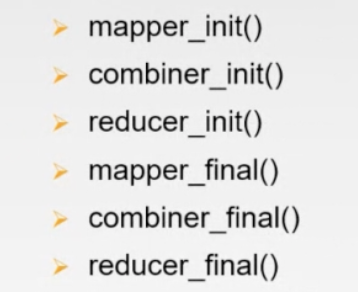 mapper_init()
combiner_init()
reducer_init()
mapper_final()
combiner_final()
reducer_final()